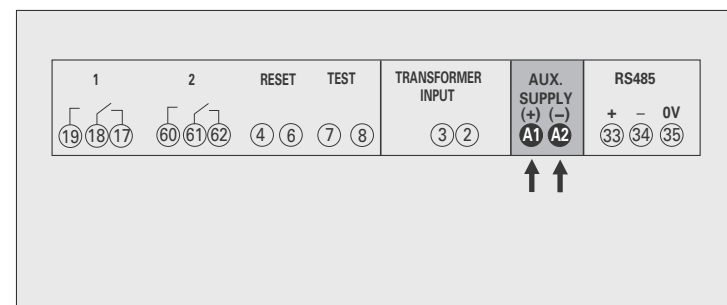 1 2 RESET TEST TRANSFORMER INPUT AUX. SUPPLY RS485
(+) (–) + – 0V
19 18 17 60 61 62 4 6 7 8 3 2 A1 A2 33 34 35